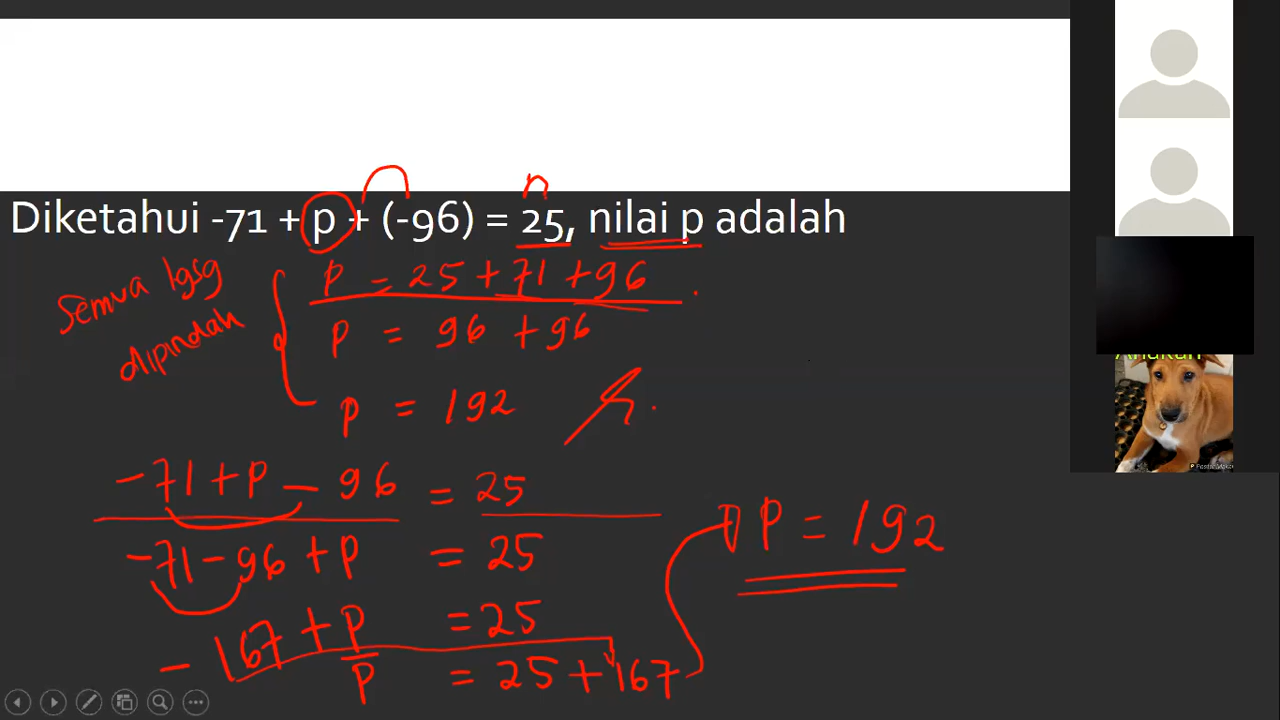 Diketahui -71 + p + (-96) = 25, nilai p adalah
Semua lgsg
dipindah
p = 25 + 71 + 96
p = 96 + 96
p = 192
-71 + p - 96 = 25
-71 - 96 + p = 25
-167 + p = 25
p = 25 + 167
p = 192